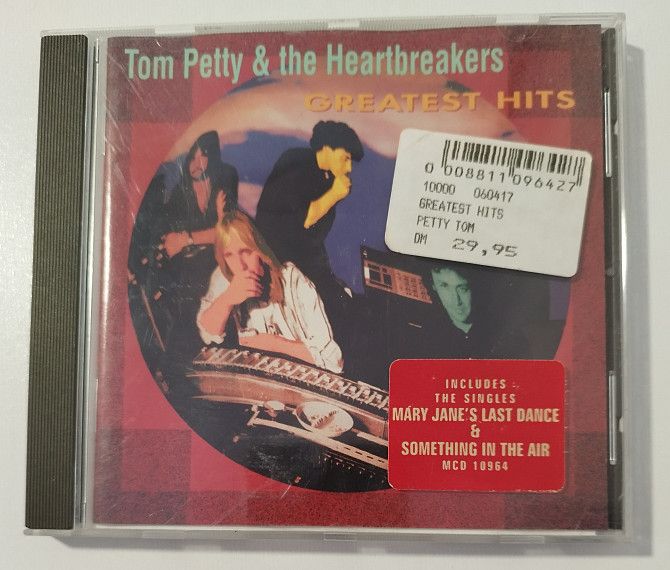 Tom Petty & the Heartbreakers
GREATEST HITS
0 008811 096427
10000 060417
GREATEST HITS
PETTY TOM
DM 29,95
INCLUDES
THE SINGLES
MARY JANE'S LAST DANCE
&
SOMETHING IN THE AIR
MCD 10964